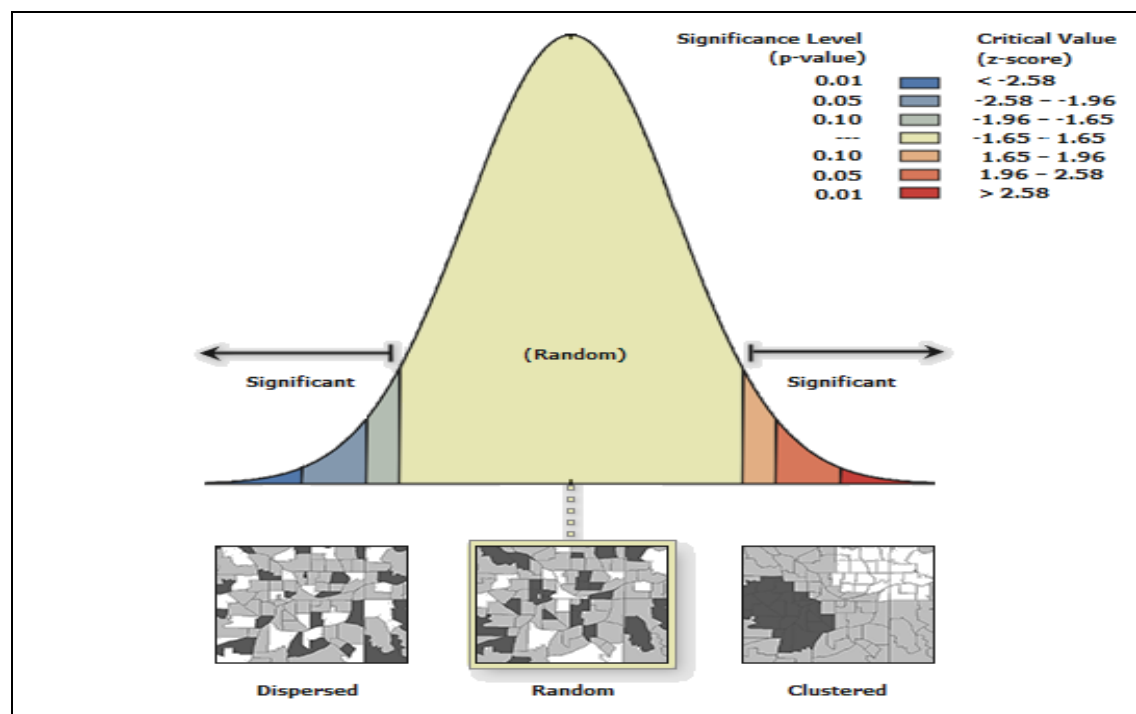 Significance Level Critical Value
(p-value) (z-score)
0.01 < -2.58
0.05 -2.58 – -1.96
0.10 -1.96 – -1.65
--- -1.65 – 1.65
0.10 1.65 – 1.96
0.05 1.96 – 2.58
0.01 > 2.58
(Random)
Significant Significant
Dispersed Random Clustered